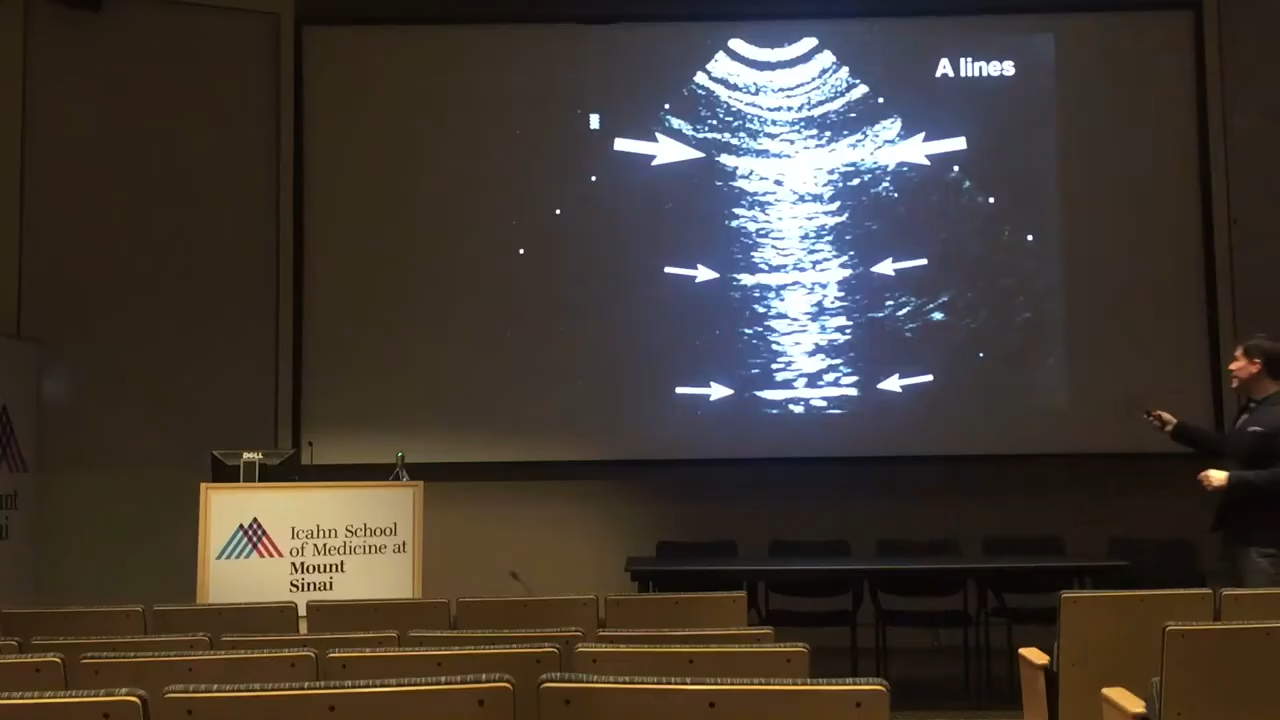 A lines
DELL
Icahn School
of Medicine at
Mount
Sinai